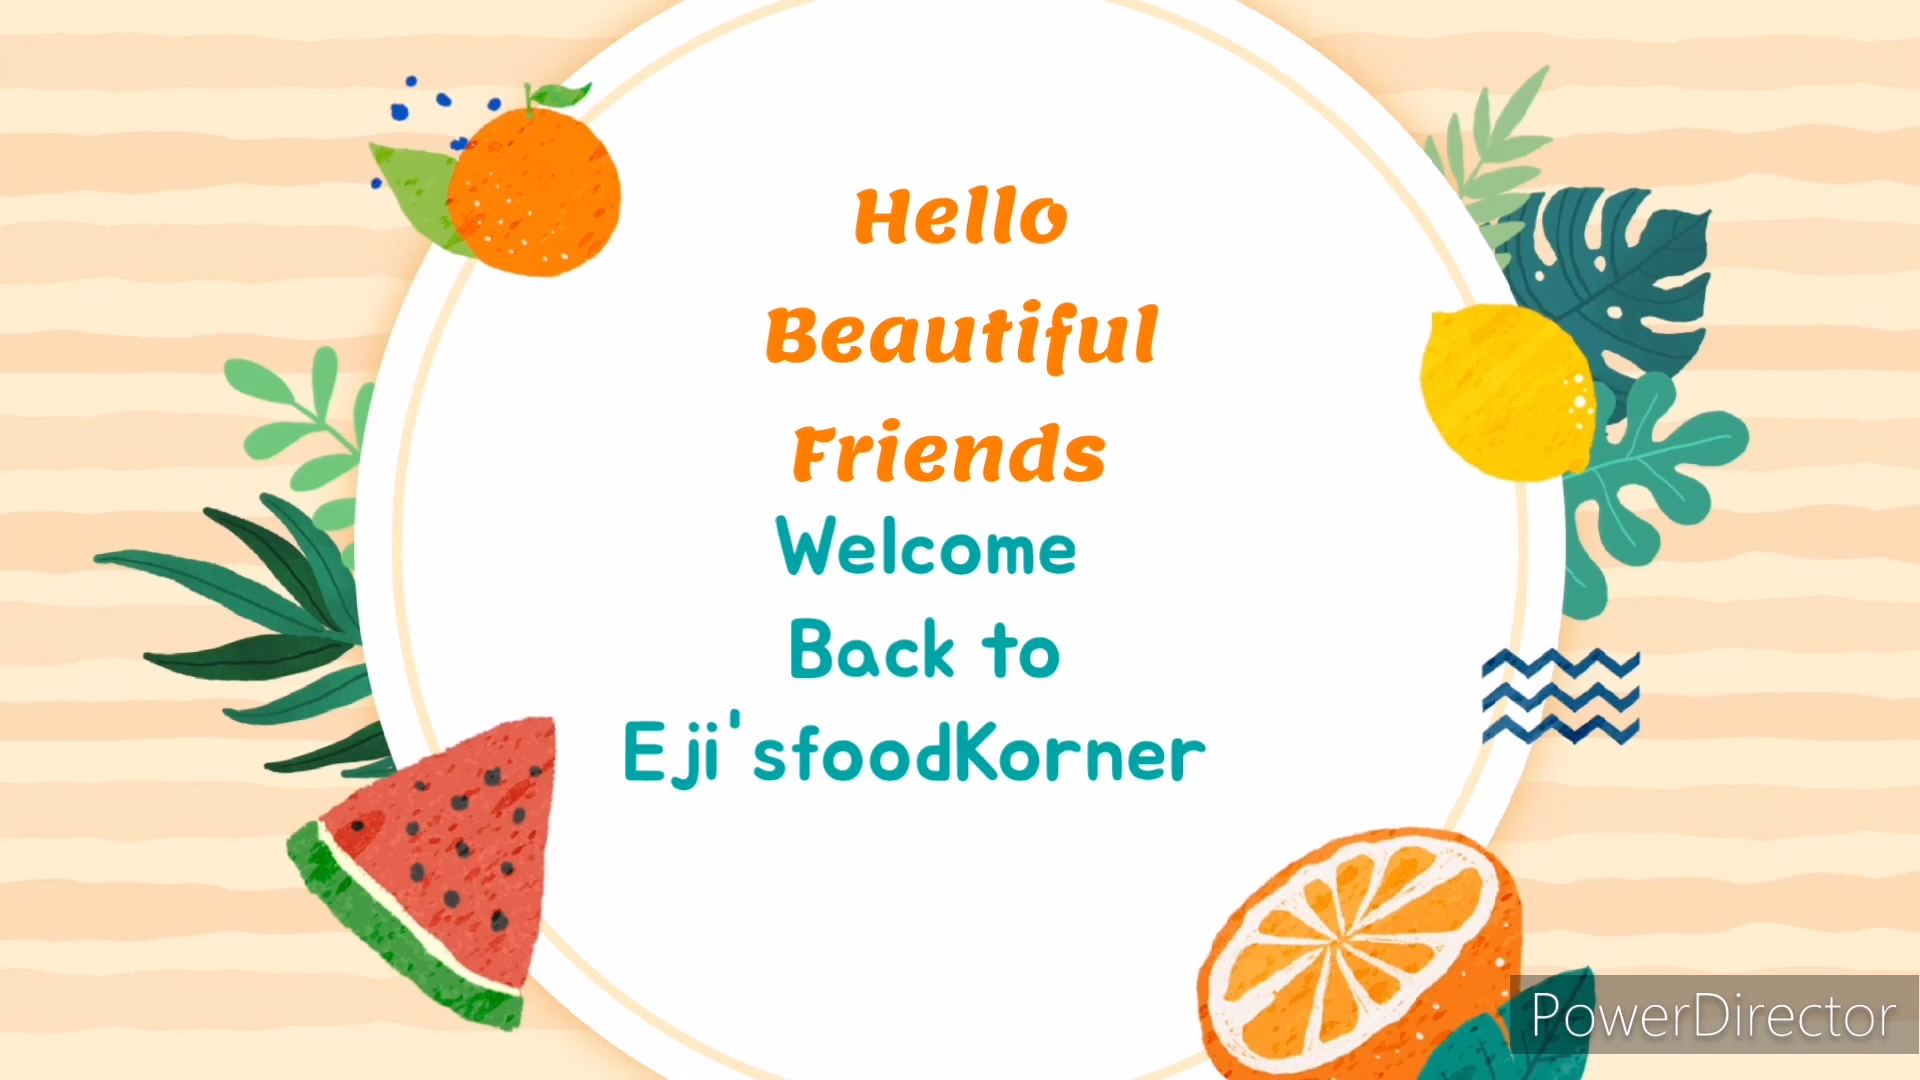 Hello
Beautiful
Friends
Welcome
Back to
Eji'sfoodKorner
PowerDirector